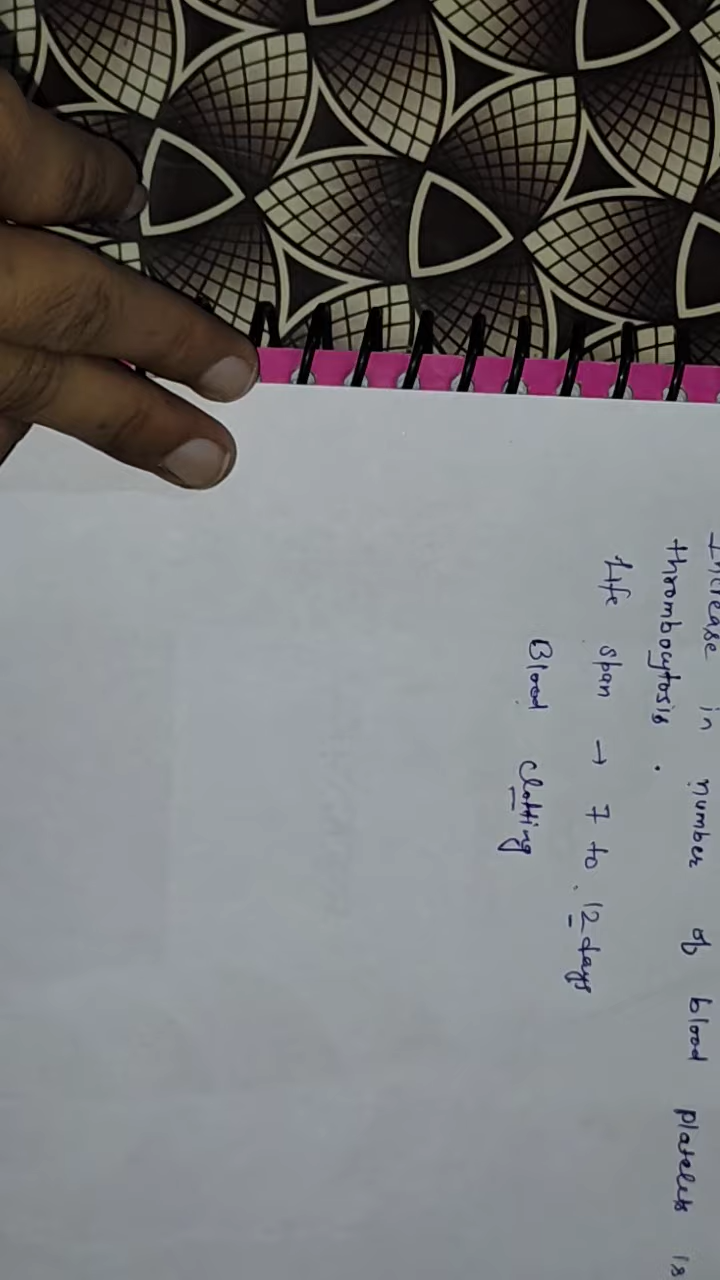 Increase in number of blood platelets is
thrombocytosis.
Life span → 7 to 12 days
Blood clotting